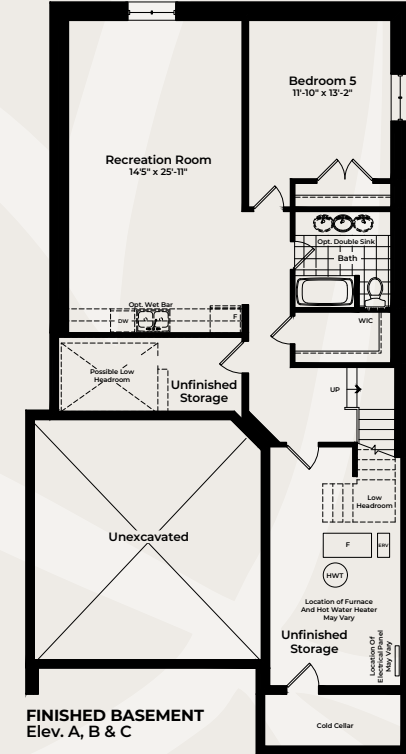 Bedroom 5
11'-10" x 13'-2"
Recreation Room
14'5" x 25'-11"
Opt. Double Sink
Bath
Opt. Wet Bar
DW
F
WIC
Possible Low
Headroom
Unfinished
Storage
UP
Low
Headroom
Unexcavated
F
ERV
HWT
Location of Furnace
And Hot Water Heater
May Vary
Unfinished
Storage
Location Of
Electrical Panel
May Vary
FINISHED BASEMENT
Elev. A, B & C
Cold Cellar